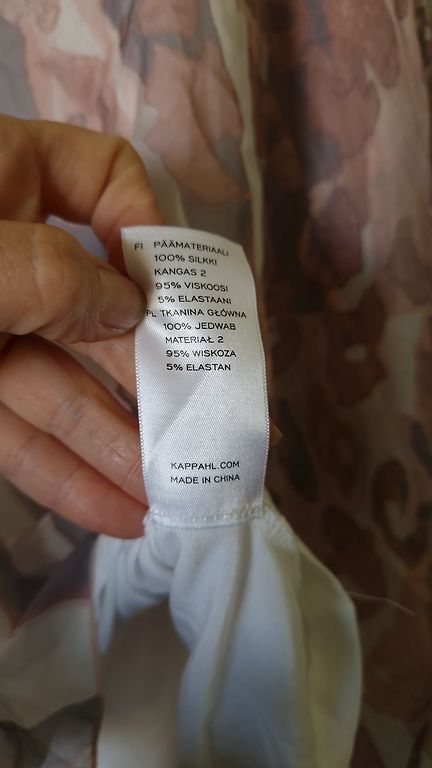 FI PÄÄMATERIAALI
100% SILKKI
KANGAS 2
95% VISKOOSI
5% ELASTAANI
PL TKANINA GŁÓWNA
100% JEDWAB
MATERIAŁ 2
95% WISKOZA
5% ELASTAN
KAPPAHL.COM
MADE IN CHINA